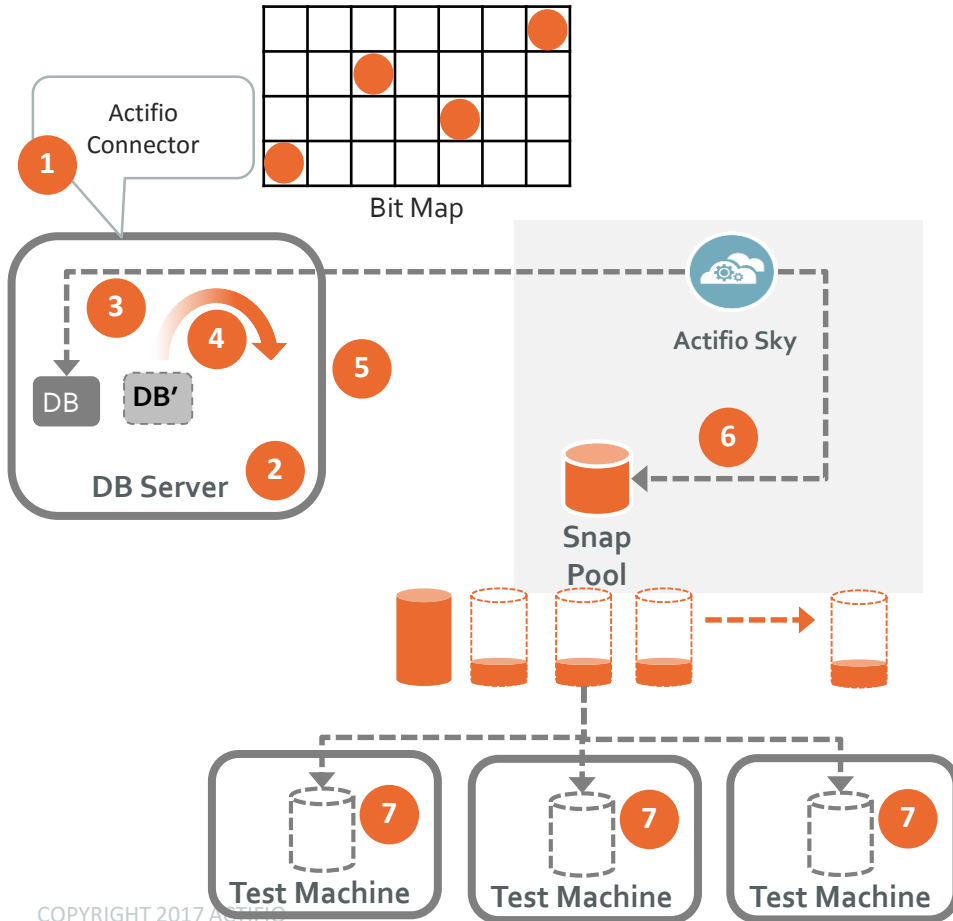 Actifio
Connector
1
Bit Map
3
4
5
DB
DB’
2
DB Server
Actifio Sky
6
Snap
Pool
7
Test Machine
7
Test Machine
7
Test Machine
COPYRIGHT 2017 ACTIFIO